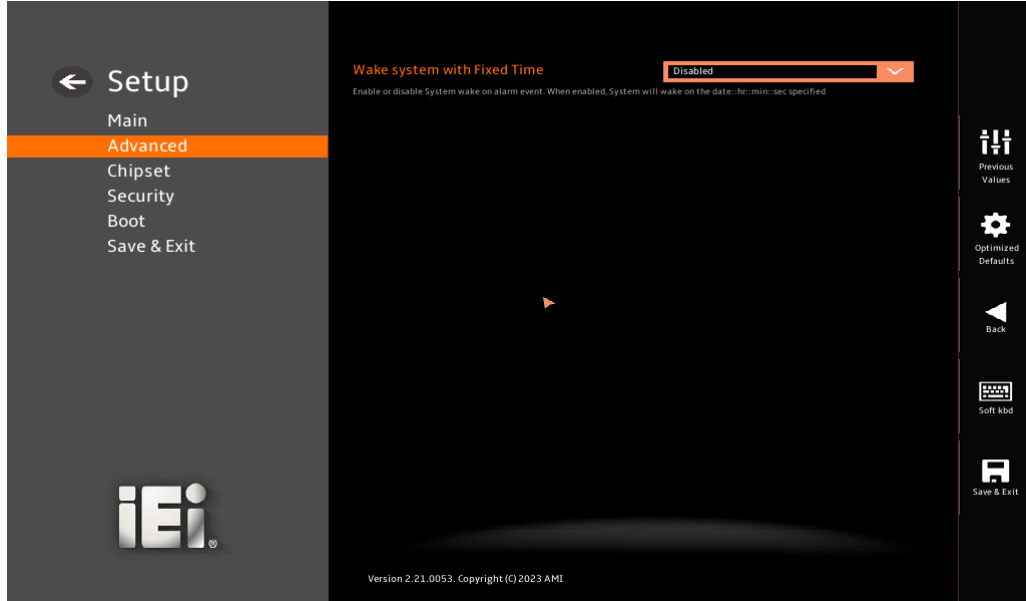 Setup
Main
Advanced
Chipset
Security
Boot
Save & Exit
iEi®
Wake system with Fixed Time
Disabled
Enable or disable System wake on alarm event. When enabled, System will wake on the date::hr::min::sec specified
Previous
Values
Optimized
Defaults
Back
Soft kbd
Save & Exit
Version 2.21.0053. Copyright (C) 2023 AMI